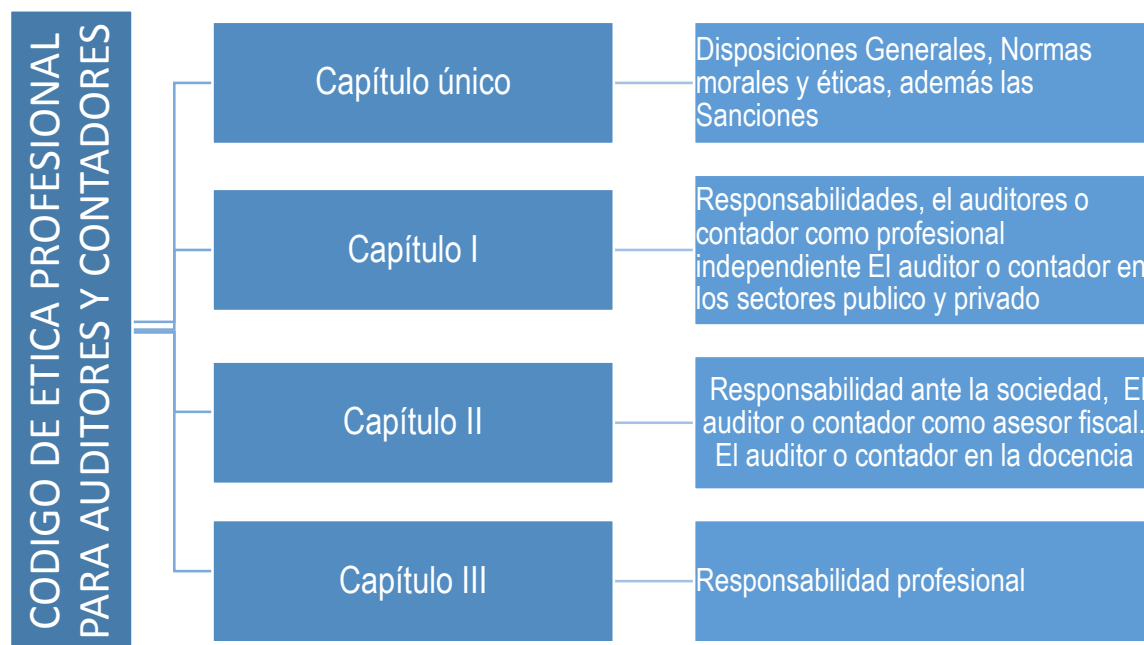 CODIGO DE ETICA PROFESIONAL
PARA AUDITORES Y CONTADORES
Capítulo único
Disposiciones Generales, Normas
morales y éticas, además las
Sanciones
Capítulo I
Responsabilidades, el auditores o
contador como profesional
independiente El auditor o contador en
los sectores publico y privado
Capítulo II
Responsabilidad ante la sociedad, El
auditor o contador como asesor fiscal.
El auditor o contador en la docencia
Capítulo III
Responsabilidad profesional